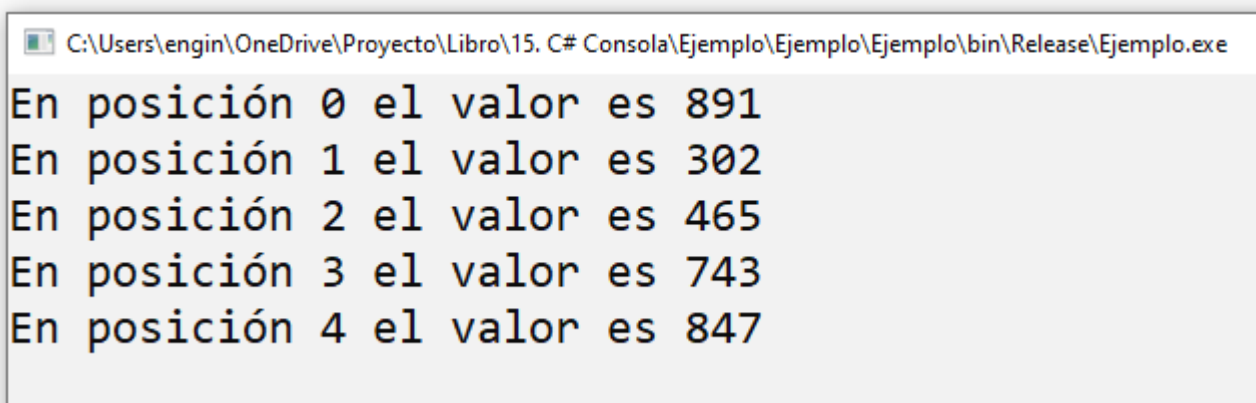 C:\Users\engin\OneDrive\Proyecto\Libro\15. C# Consola\Ejemplo\Ejemplo\Ejemplo\bin\Release\Ejemplo.exe
En posición 0 el valor es 891
En posición 1 el valor es 302
En posición 2 el valor es 465
En posición 3 el valor es 743
En posición 4 el valor es 847